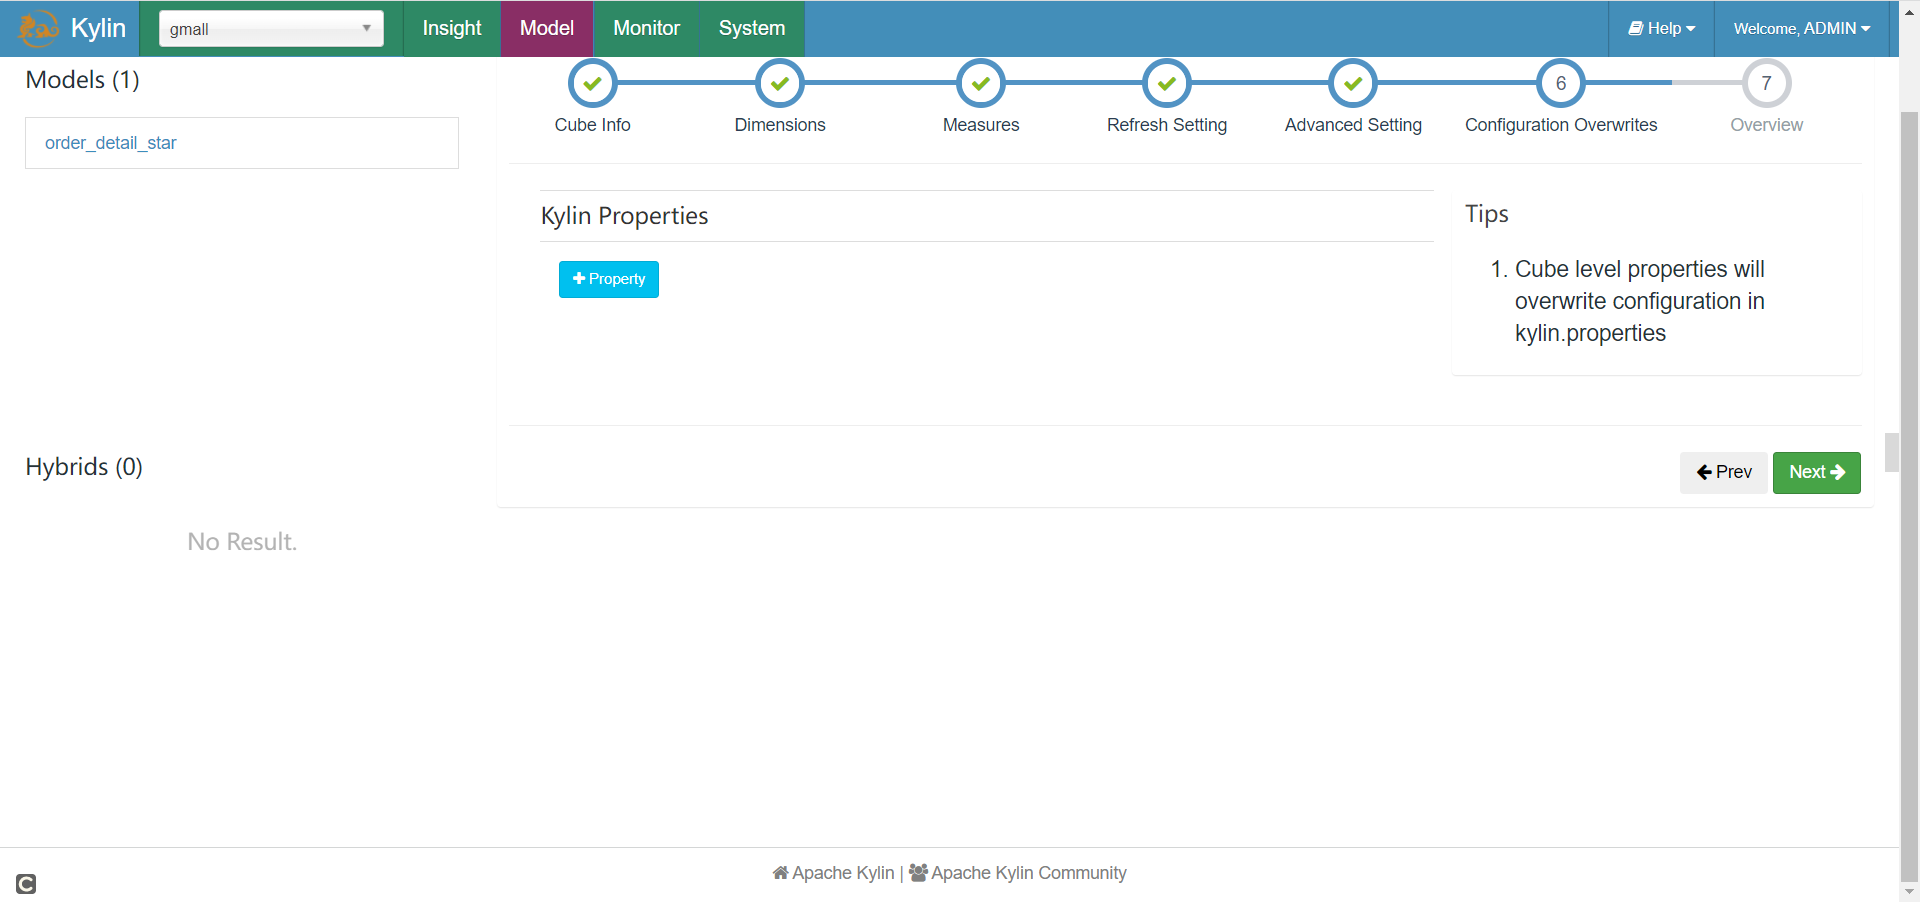 Kylin
gmall
Insight
Model
Monitor
System
Help
Welcome, ADMIN
Models (1)
order_detail_star
Hybrids (0)
No Result.
Cube Info
Dimensions
Measures
Refresh Setting
Advanced Setting
6
Configuration Overwrites
7
Overview
Kylin Properties
Property
Tips
1. Cube level properties will
overwrite configuration in
kylin.properties
Prev
Next
Apache Kylin | Apache Kylin Community
C